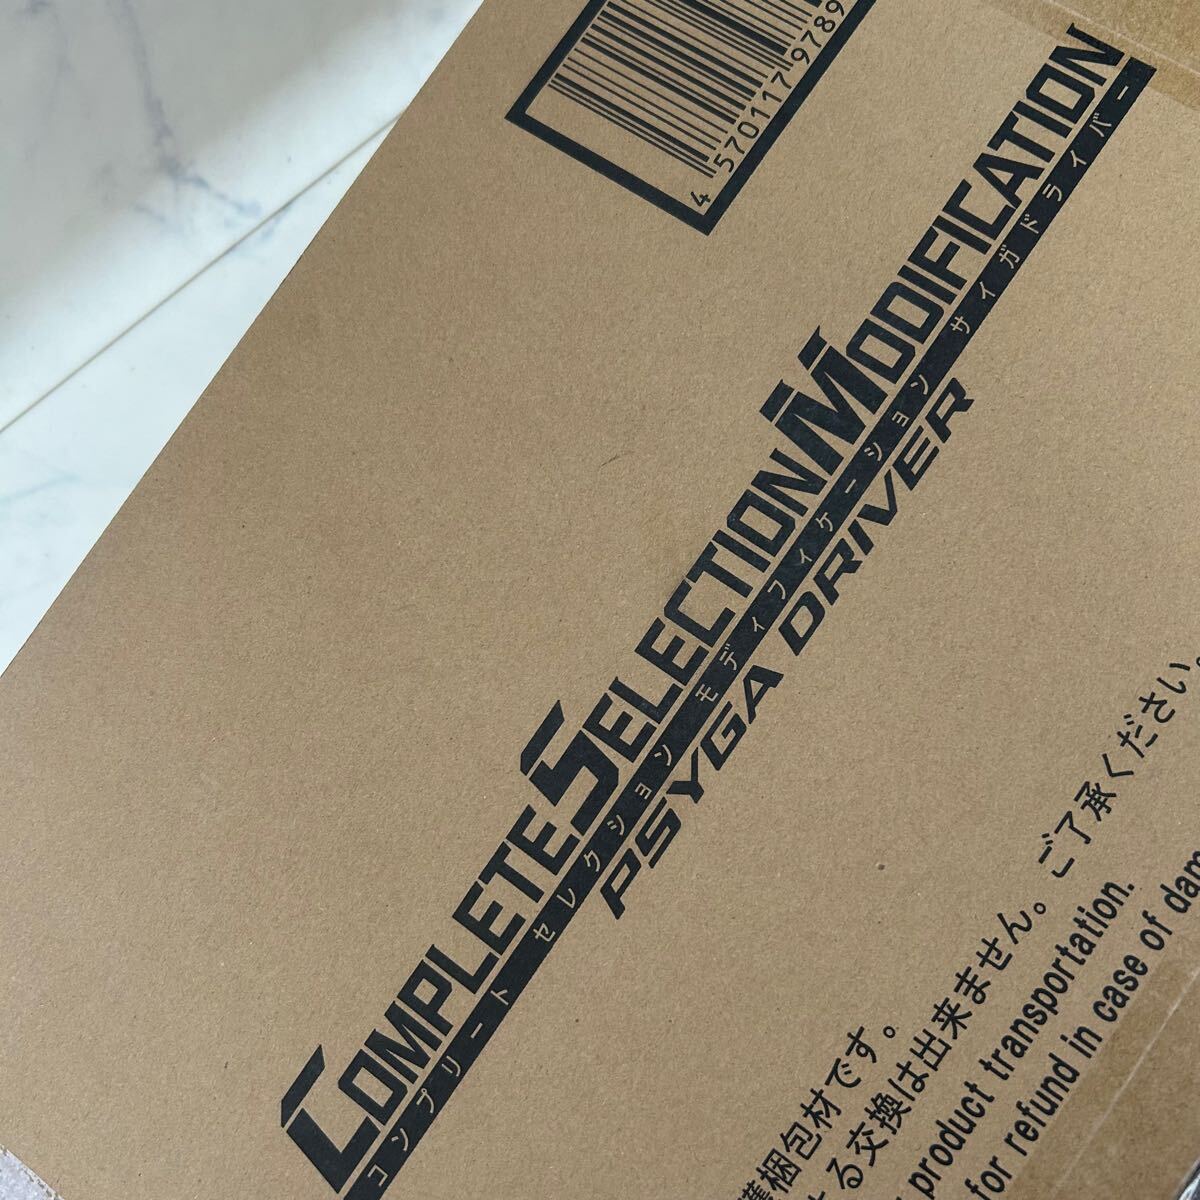 4 570117 9789
COMPLETE SELECTION MODIFICATION
コンプリート セレクション モディフィケーション サイガドライバー
PSYGA DRIVER
梱包材です。
る交換は出来ません。ご了承ください。
product transportation.
for refund in case of dam